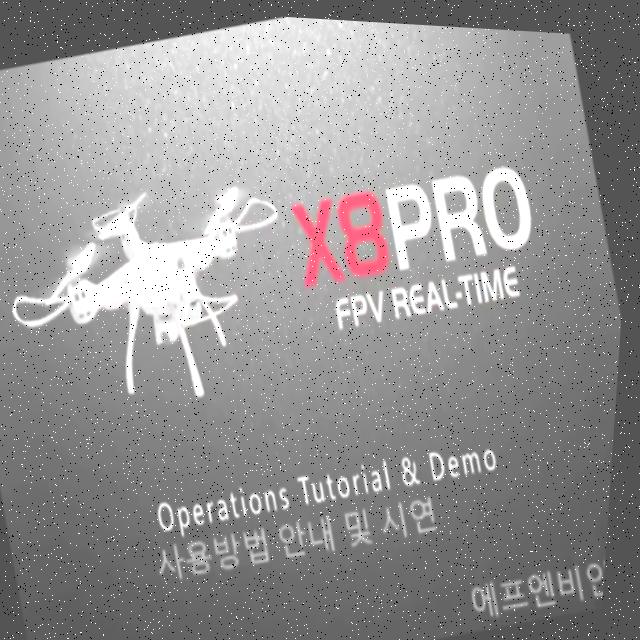 X8PRO
FPV REAL-TIME
Operations Tutorial & Demo
사용방법 안내 및 시연
에프엔비